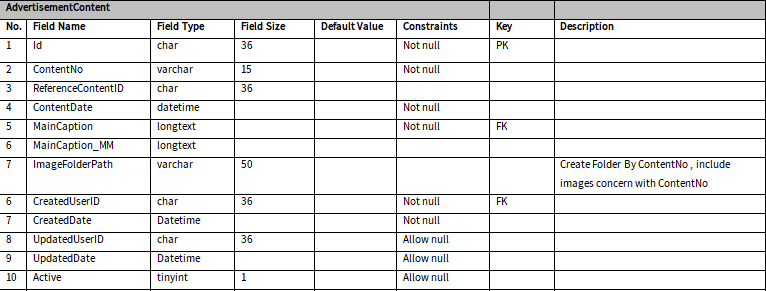 AdvertisementContent
No. Field Name Field Type Field Size Default Value Constraints Key Description
1 Id char 36 Not null PK
2 ContentNo varchar 15 Not null
3 ReferenceContentID char 36
4 ContentDate datetime Not null
5 MainCaption longtext Not null FK
6 MainCaption_MM longtext
7 ImageFolderPath varchar 50 Create Folder By ContentNo , include
images concern with ContentNo
6 CreatedUserID char 36 Not null FK
7 CreatedDate Datetime Not null
8 UpdatedUserID char 36 Allow null
9 UpdatedDate Datetime Allow null
10 Active tinyint 1 Allow null